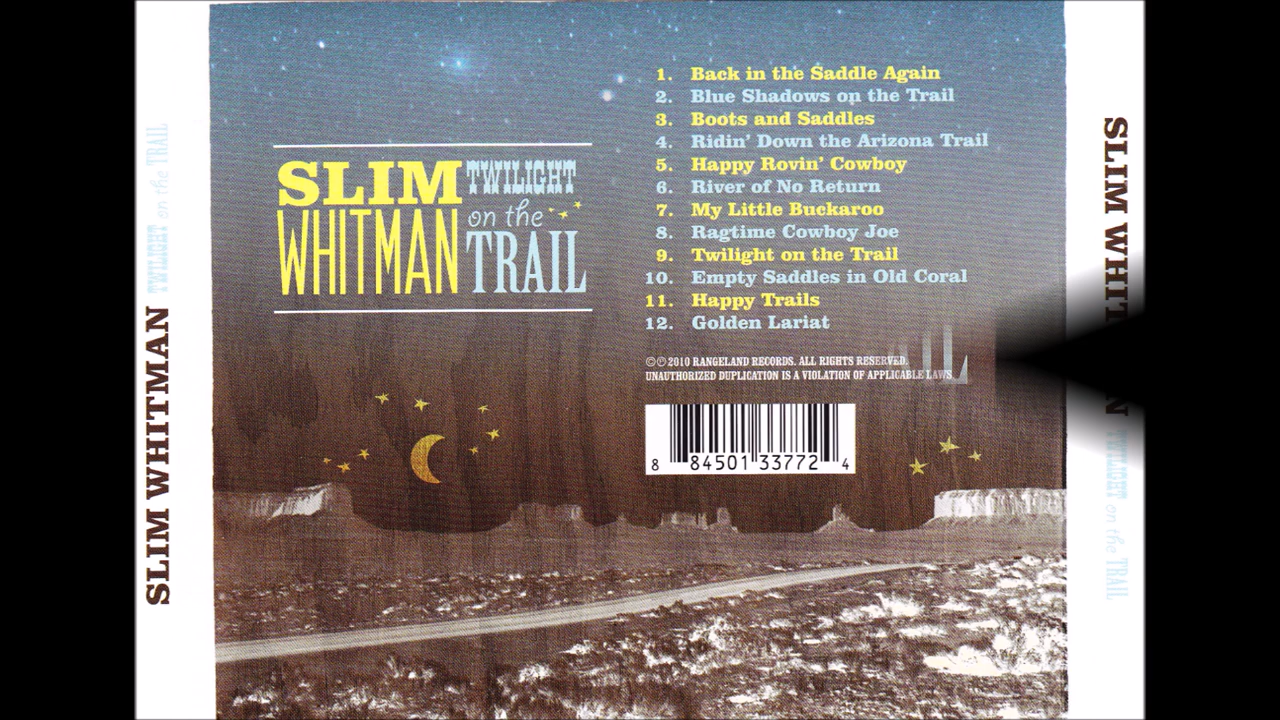 SLIM WHITMAN
TWILIGHT on the TRAIL
SLIM
WHITMAN
TWILIGHT
on the
TRAIL
1. Back in the Saddle Again
2. Blue Shadows on the Trail
3. Boots and Saddles
4. Ridin' Down the Arizona Trail
5. Happy Rovin' Cowboy
6. River of No Return
7. My Little Buckaroo
8. Ragtime Cowboy Joe
9. Twilight on the Trail
10. Empty Saddles in Old Coral
11. Happy Trails
12. Golden Lariat
©℗2010 RANGELAND RECORDS. ALL RIGHTS RESERVED.
UNAUTHORIZED DUPLICATION IS A VIOLATION OF APPLICABLE LAWS.
8 84501 33772 4
SLIM WHITMAN
TWILIGHT on the TRAIL